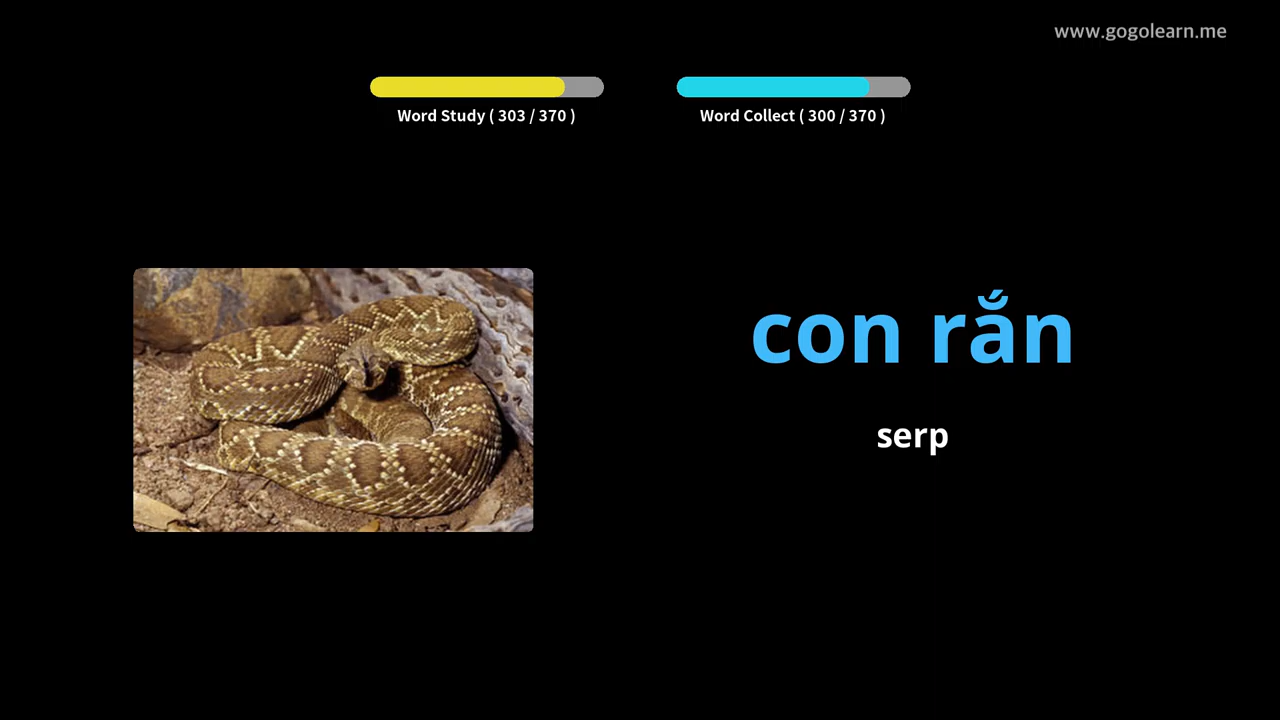 www.gogolearn.me
Word Study ( 303 / 370 )
Word Collect ( 300 / 370 )
con rắn
serp